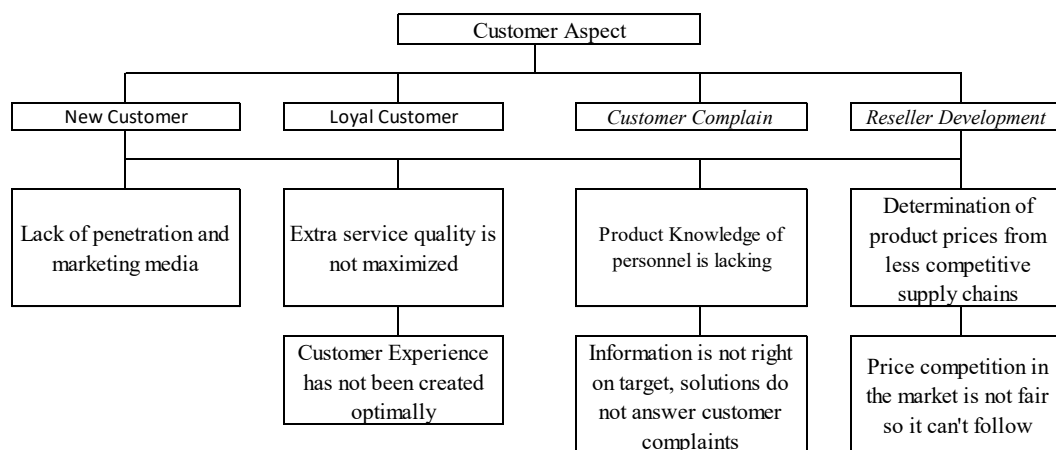 Customer Aspect
New Customer
Loyal Customer
Customer Complain
Reseller Development
Lack of penetration and
marketing media
Extra service quality is
not maximized
Product Knowledge of
personnel is lacking
Determination of
product prices from
less competitive
supply chains
Customer Experience
has not been created
optimally
Information is not right
on target, solutions do
not answer customer
complaints
Price competition in
the market is not fair
so it can't follow